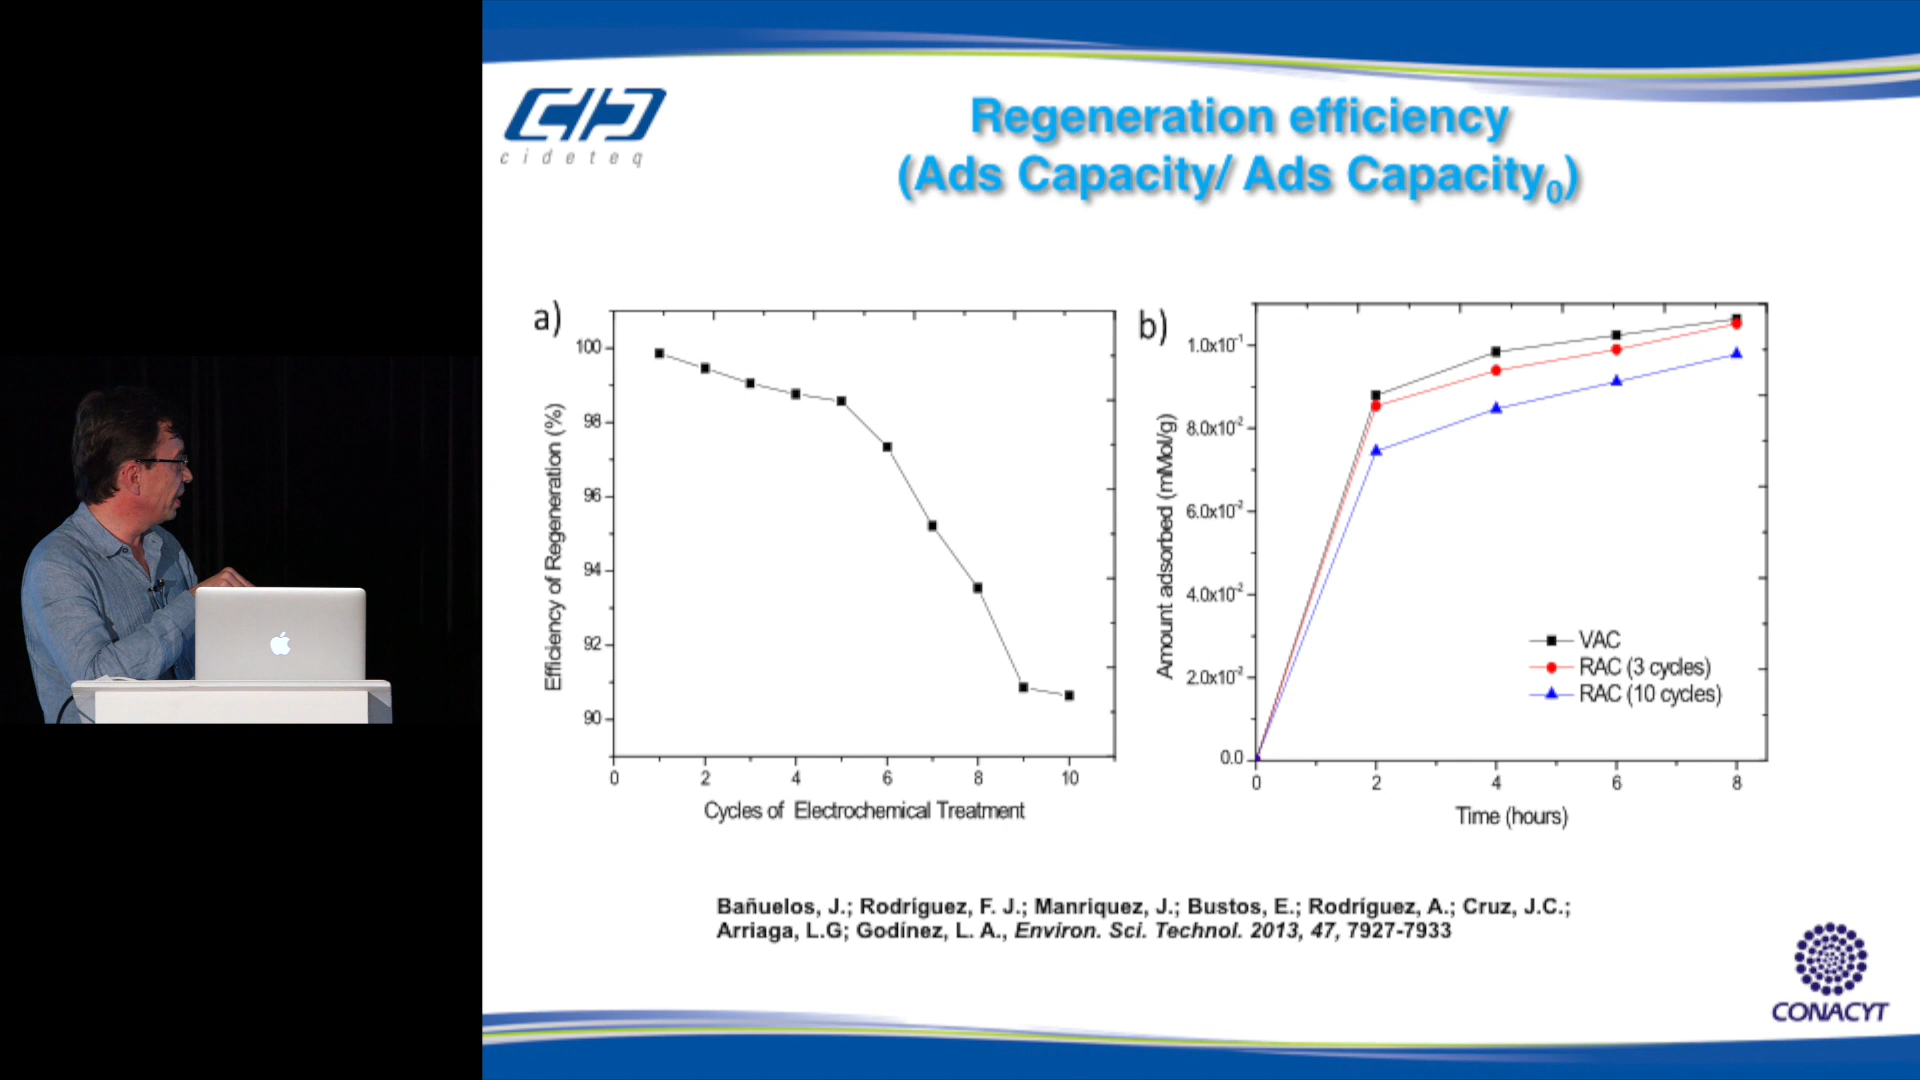 cideteq
Regeneration efficiency
(Ads Capacity/ Ads Capacity₀)
a)
100
98
96
94
92
90
0
2
4
6
8
10
Efficiency of Regeneration (%)
Cycles of Electrochemical Treatment
b)
1.0x10⁻¹
8.0x10⁻²
6.0x10⁻²
4.0x10⁻²
2.0x10⁻²
0.0
0
2
4
6
8
Amount adsorbed (mMol/g)
Time (hours)
VAC
RAC (3 cycles)
RAC (10 cycles)
Bañuelos, J.; Rodríguez, F. J.; Manriquez, J.; Bustos, E.; Rodríguez, A.; Cruz, J.C.;
Arriaga, L.G; Godínez, L. A., Environ. Sci. Technol. 2013, 47, 7927-7933
CONACYT